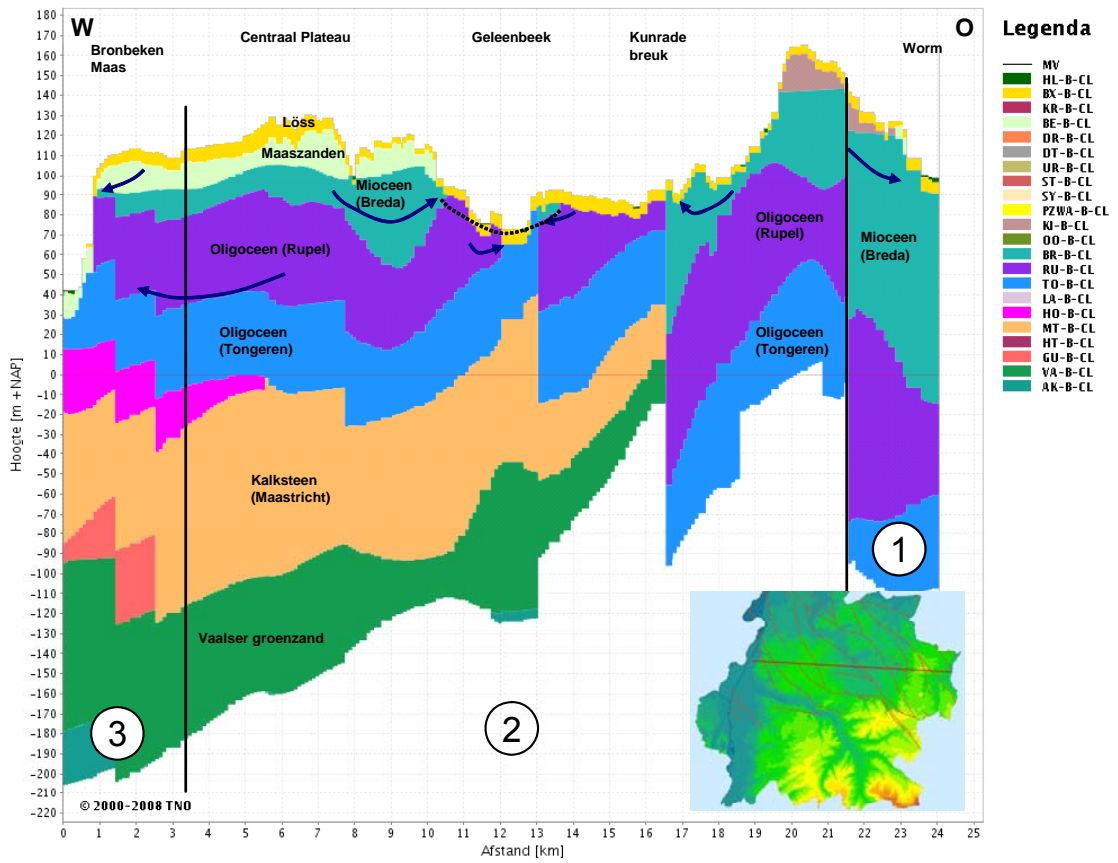 W
O
Bronbeken
Maas
Centraal Plateau
Geleenbeek
Kunrade
breuk
Worm
Löss
Maaszanden
Mioceen
(Breda)
Oligoceen (Rupel)
Oligoceen
(Rupel)
Mioceen
(Breda)
Oligoceen
(Tongeren)
Oligoceen
(Tongeren)
Kalksteen
(Maastricht)
Vaalser groenzand
1
2
3
© 2000-2008 TNO
Hoogte [m +NAP]
180
170
160
150
140
130
120
110
100
90
80
70
60
50
40
30
20
10
0
-10
-20
-30
-40
-50
-60
-70
-80
-90
-100
-110
-120
-130
-140
-150
-160
-170
-180
-190
-200
-210
-220
0 1 2 3 4 5 6 7 8 9 10 11 12 13 14 15 16 17 18 19 20 21 22 23 24 25
Afstand [km]
Legenda
MV
HL-B-CL
BX-B-CL
KR-B-CL
BE-B-CL
DR-B-CL
DT-B-CL
UR-B-CL
ST-B-CL
SY-B-CL
PZWA-B-CL
KI-B-CL
OO-B-CL
BR-B-CL
RU-B-CL
TO-B-CL
LA-B-CL
HO-B-CL
MT-B-CL
HT-B-CL
GU-B-CL
VA-B-CL
AK-B-CL